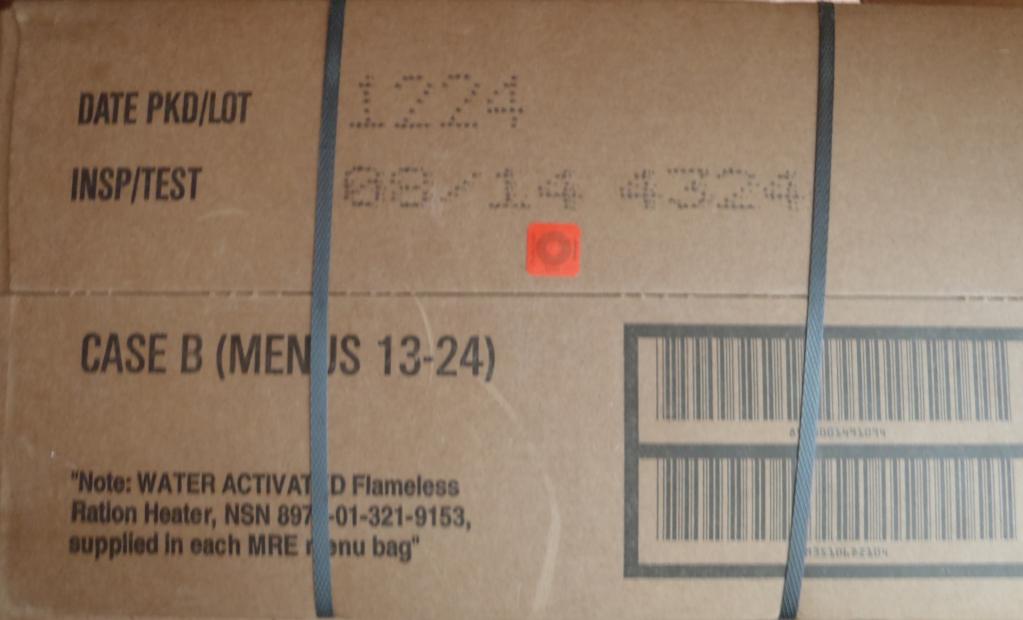 DATE PKD/LOT 1224
INSP/TEST 08/14 4324
CASE B (MENUS 13-24)
"Note: WATER ACTIVATED Flameless
Ration Heater, NSN 897 -01-321-9153,
supplied in each MRE menu bag"